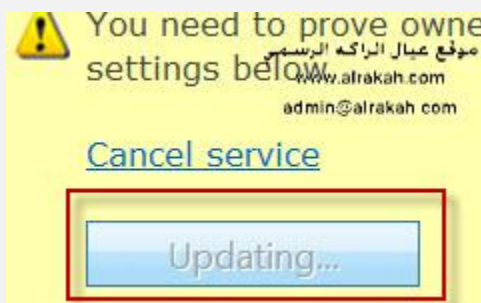 You need to prove owne
settings below
موقع عيال الراكه الرسمي
www.alrakah.com
admin@alrakah com
Cancel service
Updating...